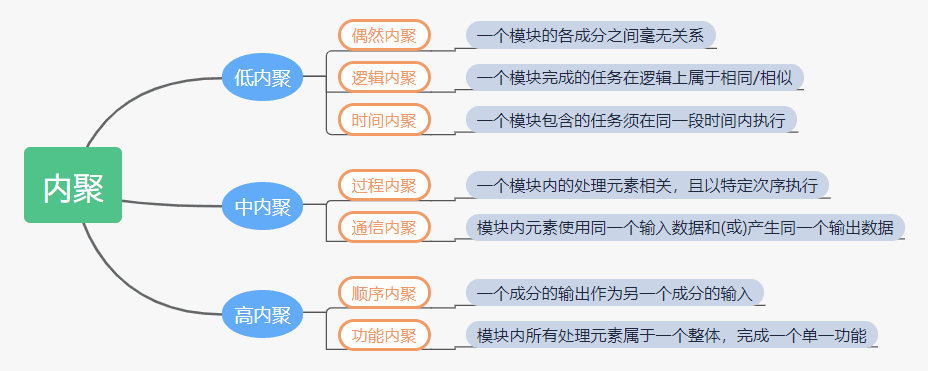 内聚
低内聚
偶然内聚
一个模块的各成分之间毫无关系
逻辑内聚
一个模块完成的任务在逻辑上属于相同/相似
时间内聚
一个模块包含的任务须在同一段时间内执行
中内聚
过程内聚
一个模块内的处理元素相关，且以特定次序执行
通信内聚
模块内元素使用同一个输入数据和(或)产生同一个输出数据
高内聚
顺序内聚
一个成分的输出作为另一个成分的输入
功能内聚
模块内所有处理元素属于一个整体，完成一个单一功能